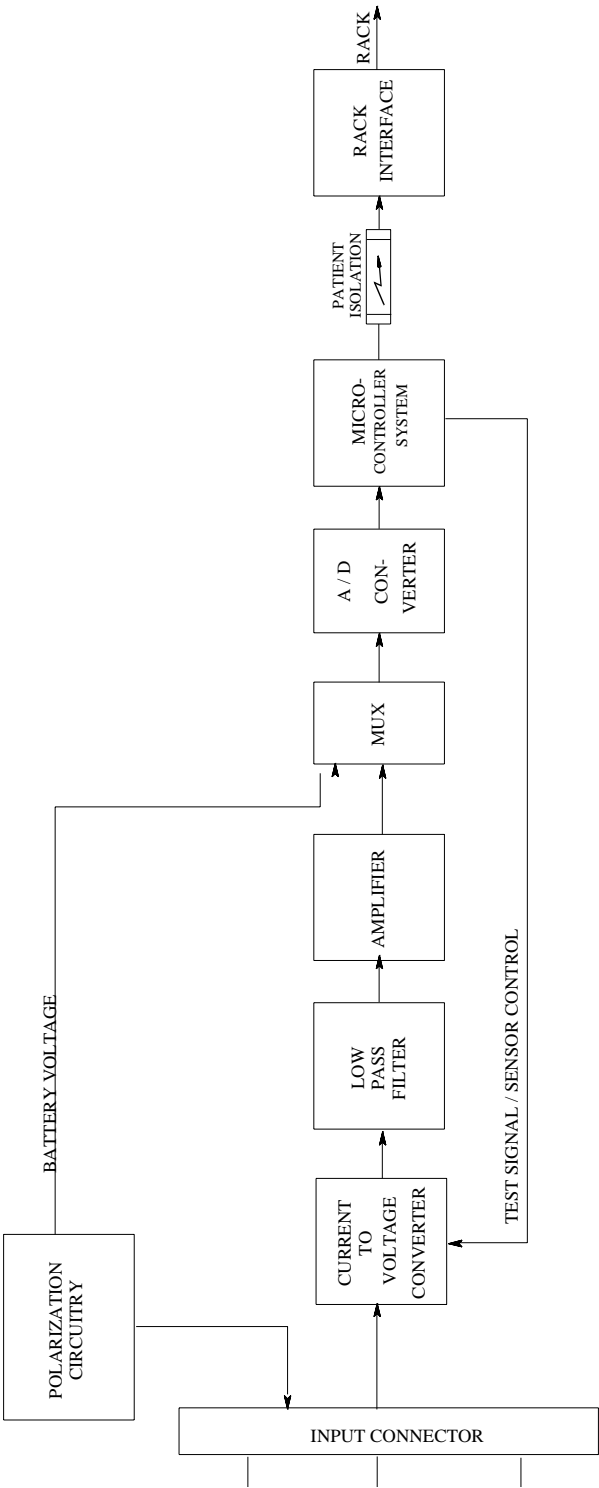 POLARIZATION
CIRCUITRY
BATTERY VOLTAGE
INPUT CONNECTOR
CURRENT
TO
VOLTAGE
CONVERTER
LOW
PASS
FILTER
AMPLIFIER
MUX
A / D
CON-
VERTER
MICRO-
CONTROLLER
SYSTEM
PATIENT
ISOLATION
RACK
INTERFACE
RACK
TEST SIGNAL / SENSOR CONTROL